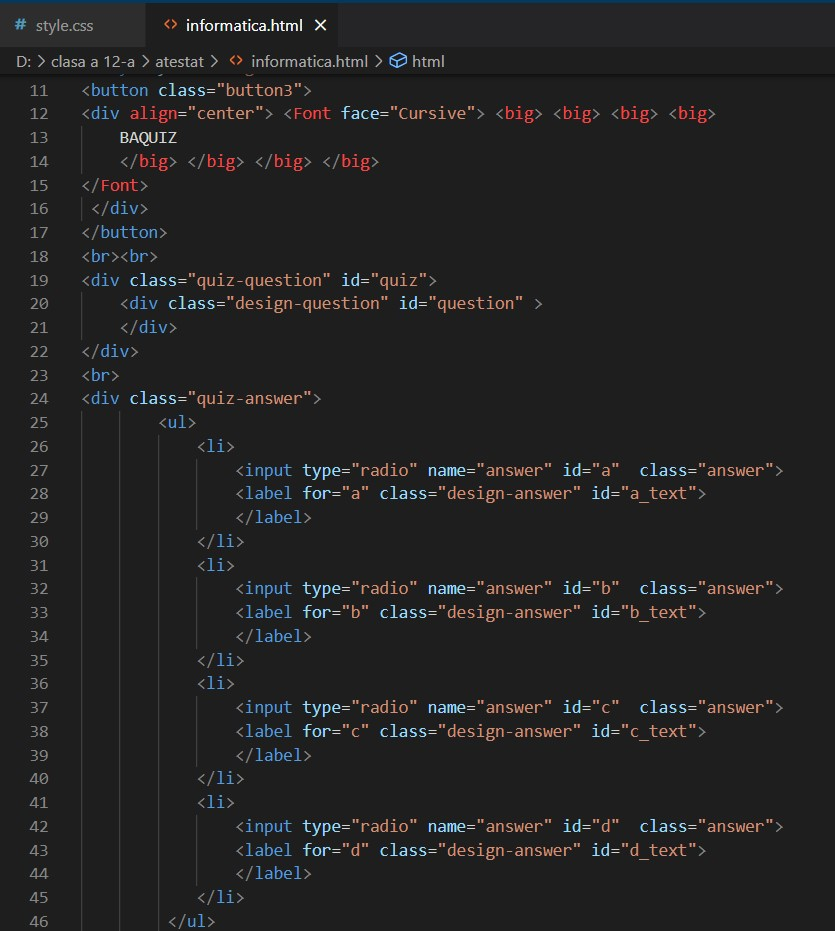 # style.css <> informatica.html ×
D: > clasa a 12-a > atestat > <> informatica.html > html
11 <button class="button3">
12 <div align="center"> <Font face="Cursive"> <big> <big> <big> <big>
13 BAQUIZ
14 </big> </big> </big> </big>
15 </Font>
16 </div>
17 </button>
18 <br><br>
19 <div class="quiz-question" id="quiz">
20 <div class="design-question" id="question" >
21 </div>
22 </div>
23 <br>
24 <div class="quiz-answer">
25 <ul>
26 <li>
27 <input type="radio" name="answer" id="a"  class="answer">
28 <label for="a" class="design-answer" id="a_text">
29 </label>
30 </li>
31 <li>
32 <input type="radio" name="answer" id="b"  class="answer">
33 <label for="b" class="design-answer" id="b_text">
34 </label>
35 </li>
36 <li>
37 <input type="radio" name="answer" id="c"  class="answer">
38 <label for="c" class="design-answer" id="c_text">
39 </label>
40 </li>
41 <li>
42 <input type="radio" name="answer" id="d"  class="answer">
43 <label for="d" class="design-answer" id="d_text">
44 </label>
45 </li>
46 </ul>